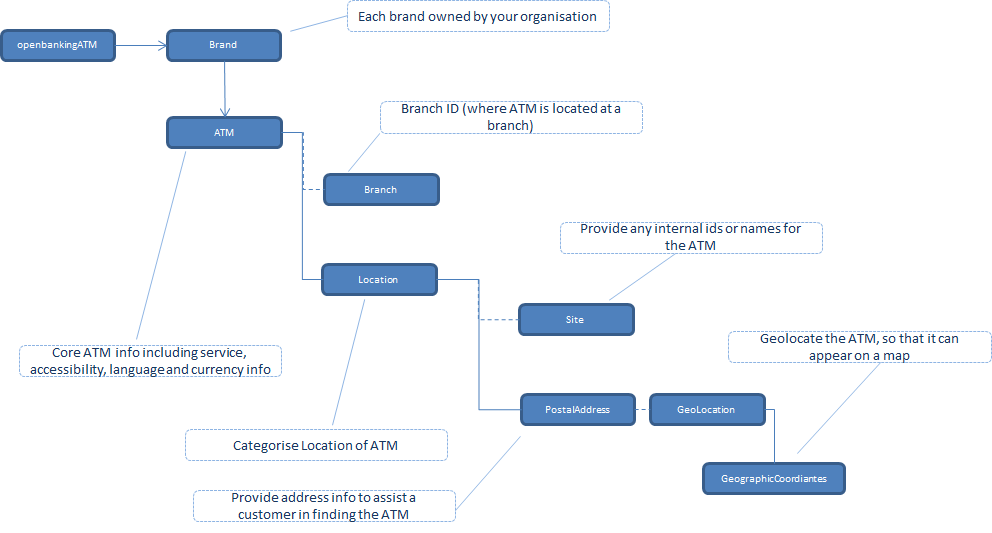 Each brand owned by your organisation
openbankingATM
Brand
Branch ID (where ATM is located at a
branch)
ATM
Branch
Provide any internal ids or names for
the ATM
Location
Site
Geolocate the ATM, so that it can
appear on a map
Core ATM info including service,
accessibility, language and currency info
PostalAddress
GeoLocation
Categorise Location of ATM
GeographicCoordiantes
Provide address info to assist a
customer in finding the ATM